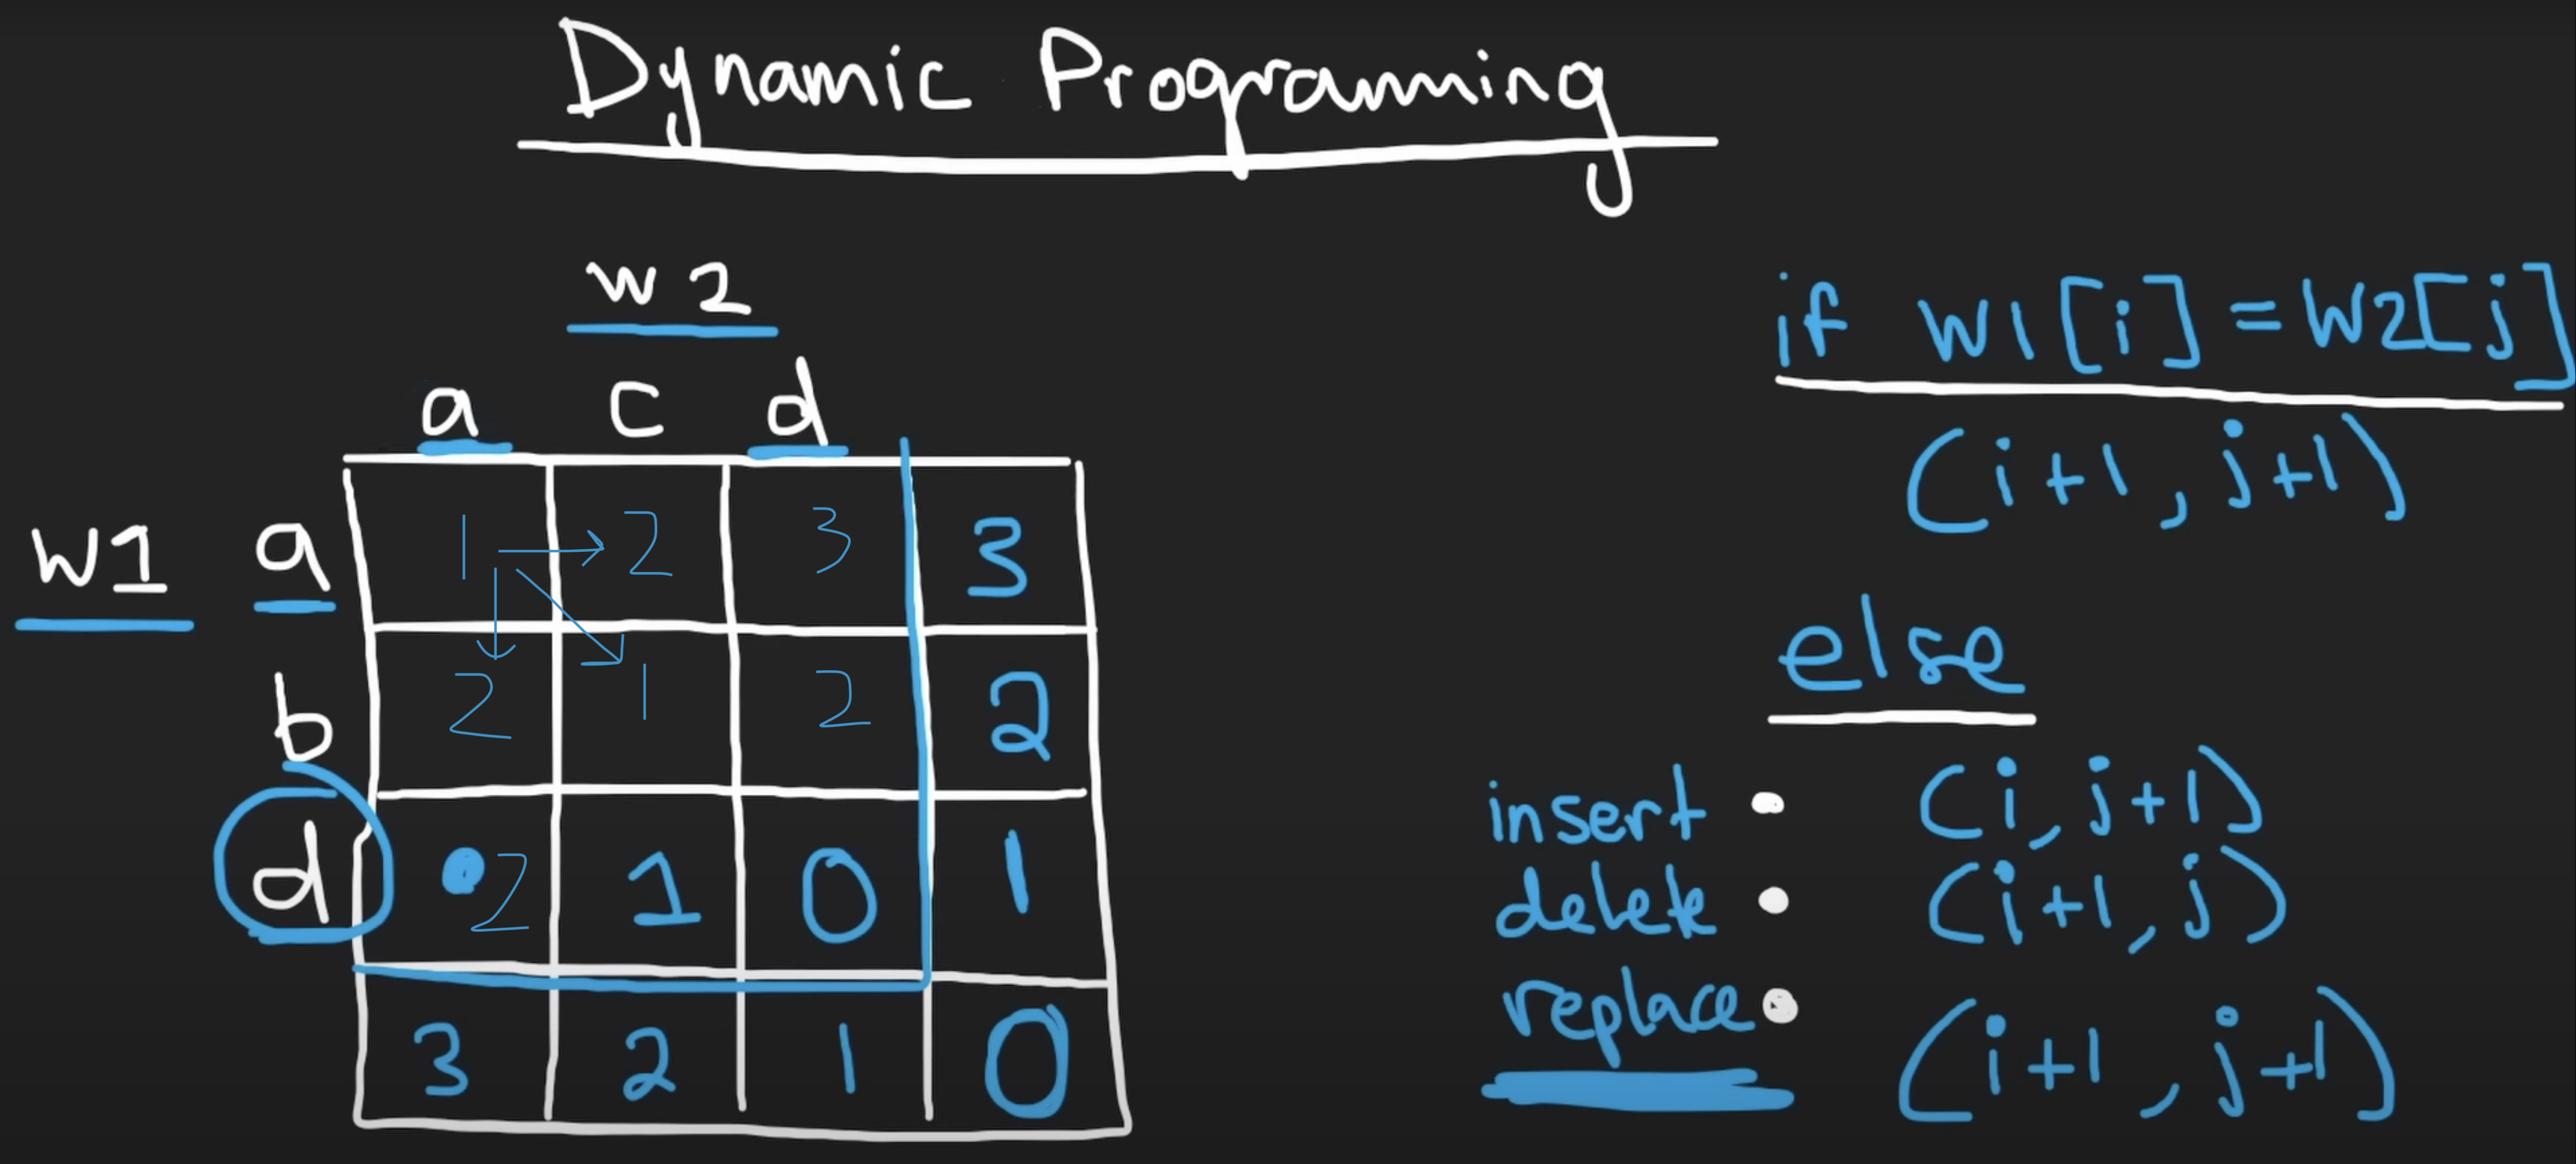 Dynamic Programming
w2
a c d
if W1[i]=W2[j]
(i+1, j+1)
W1 a 1 2 3 3
else
b 2 1 2 2
insert • (i, j+1)
d 2 1 0 1
delete • (i+1, j)
replace • (i+1, j+1)
3 2 1 0